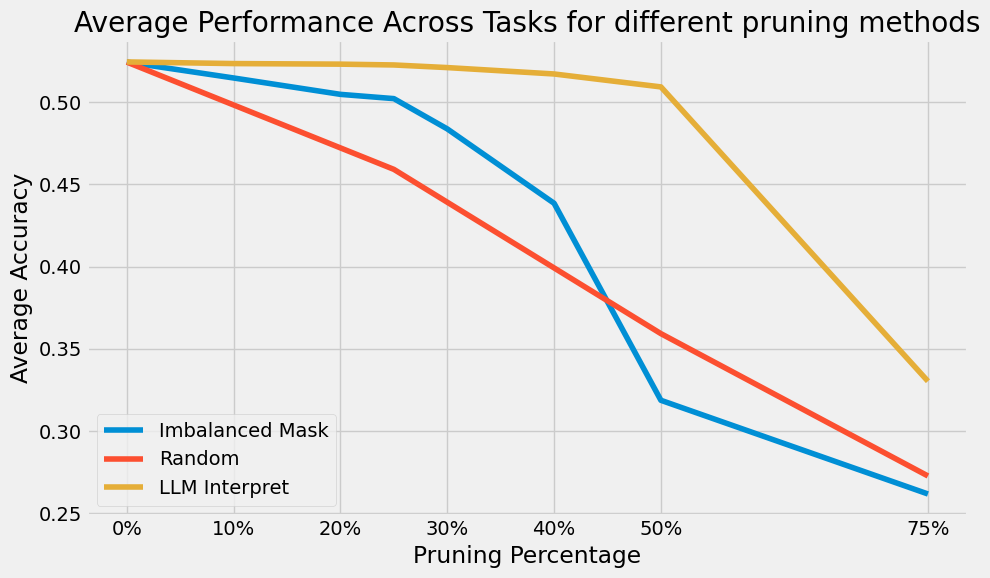 Average Performance Across Tasks for different pruning methods
Average Accuracy
0.50
0.45
0.40
0.35
0.30
0.25
Imbalanced Mask
Random
LLM Interpret
0% 10% 20% 30% 40% 50% 75%
Pruning Percentage